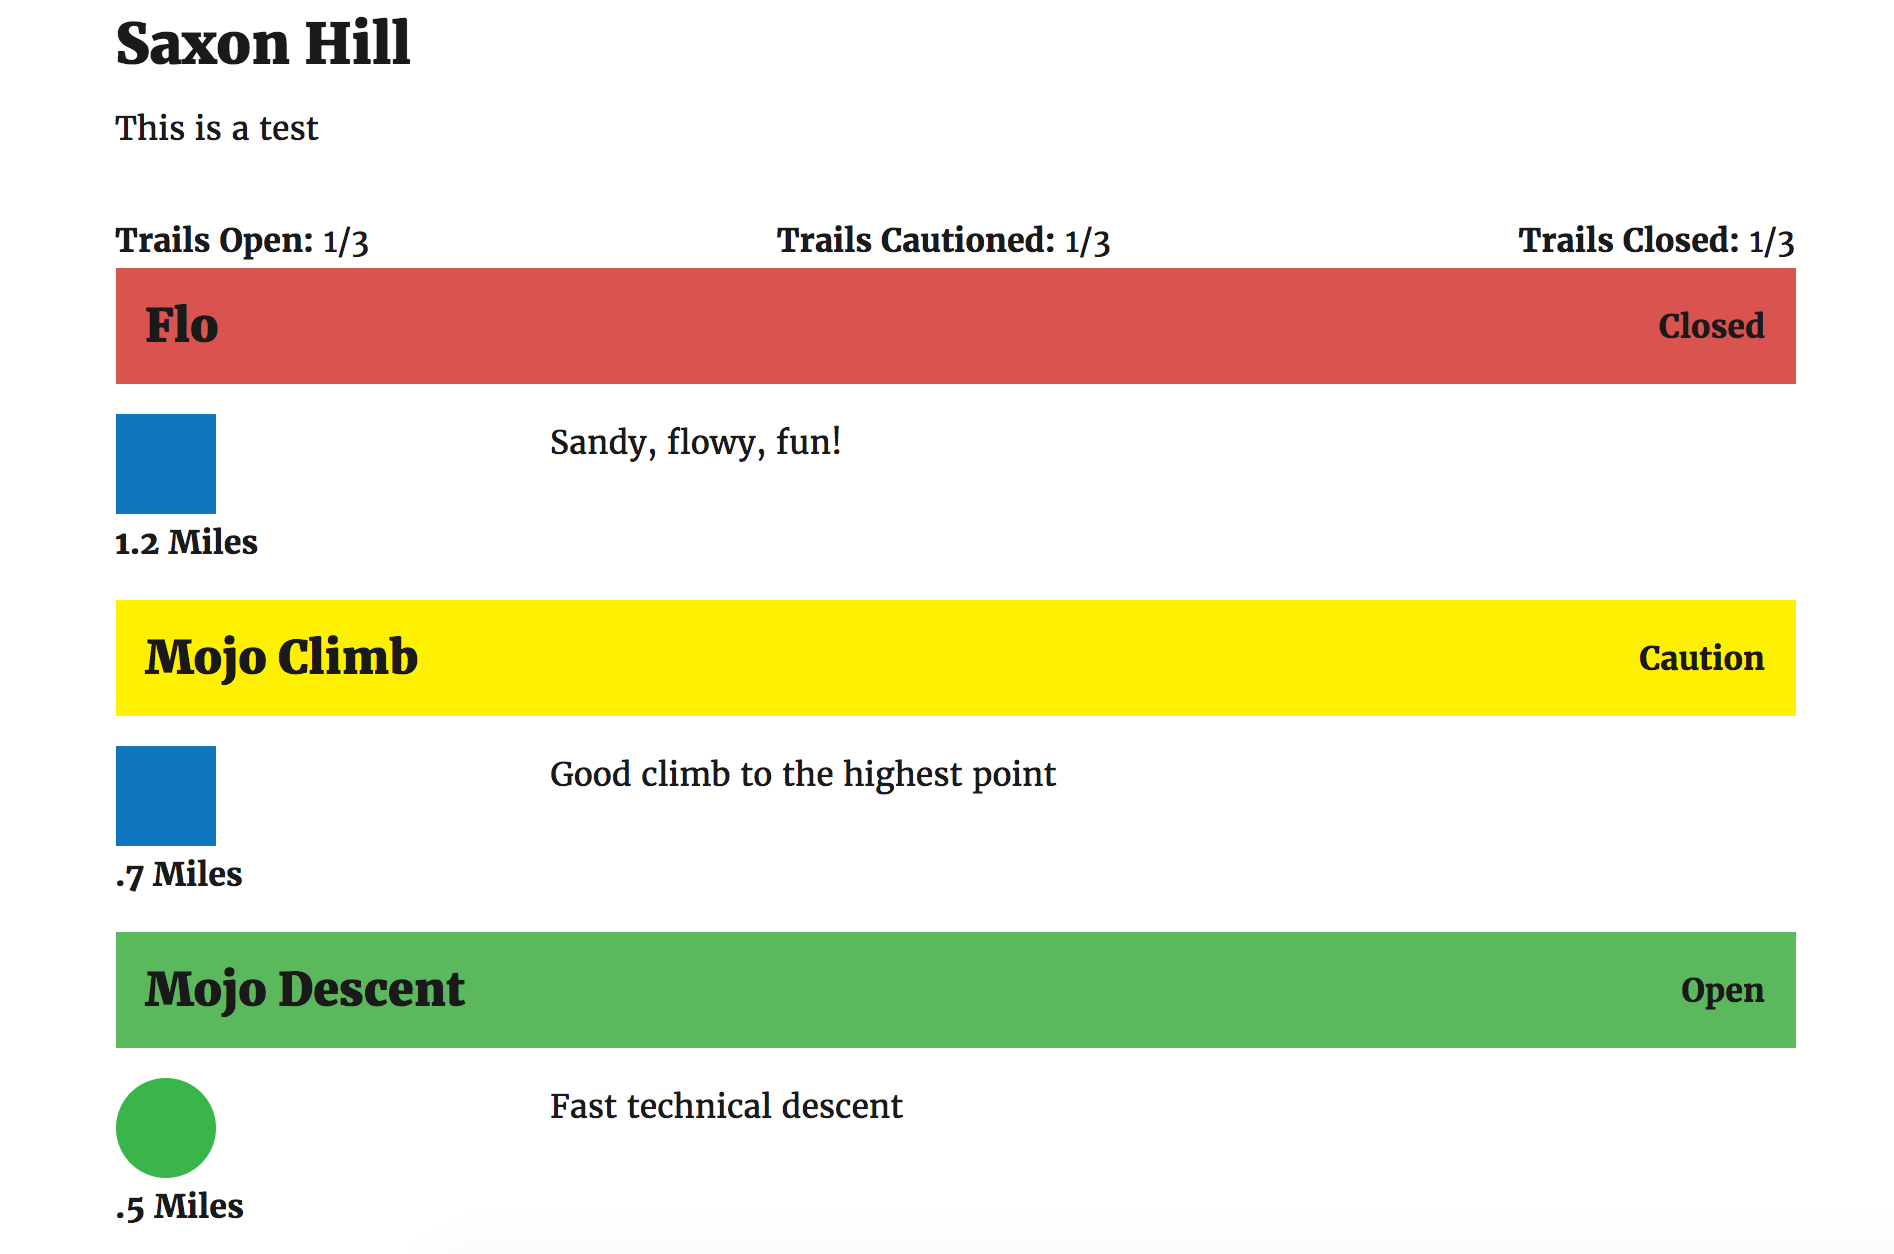 Saxon Hill
This is a test
Trails Open: 1/3 Trails Cautioned: 1/3 Trails Closed: 1/3
Flo Closed
Sandy, flowy, fun!
1.2 Miles
Mojo Climb Caution
Good climb to the highest point
.7 Miles
Mojo Descent Open
Fast technical descent
.5 Miles